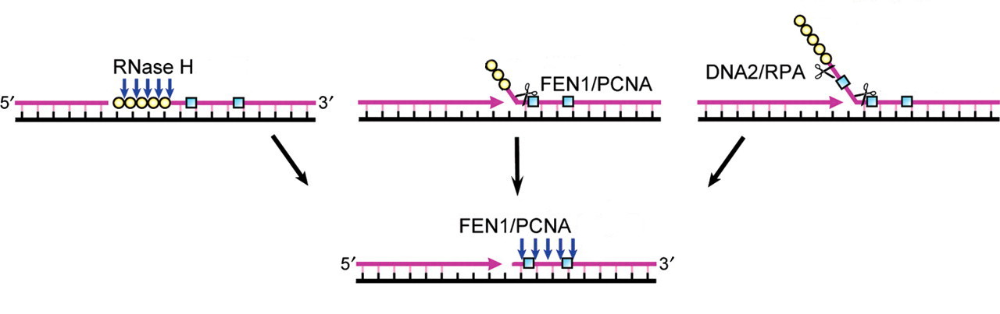 RNase H
5′ 3′
FEN1/PCNA
DNA2/RPA
FEN1/PCNA
5′ 3′